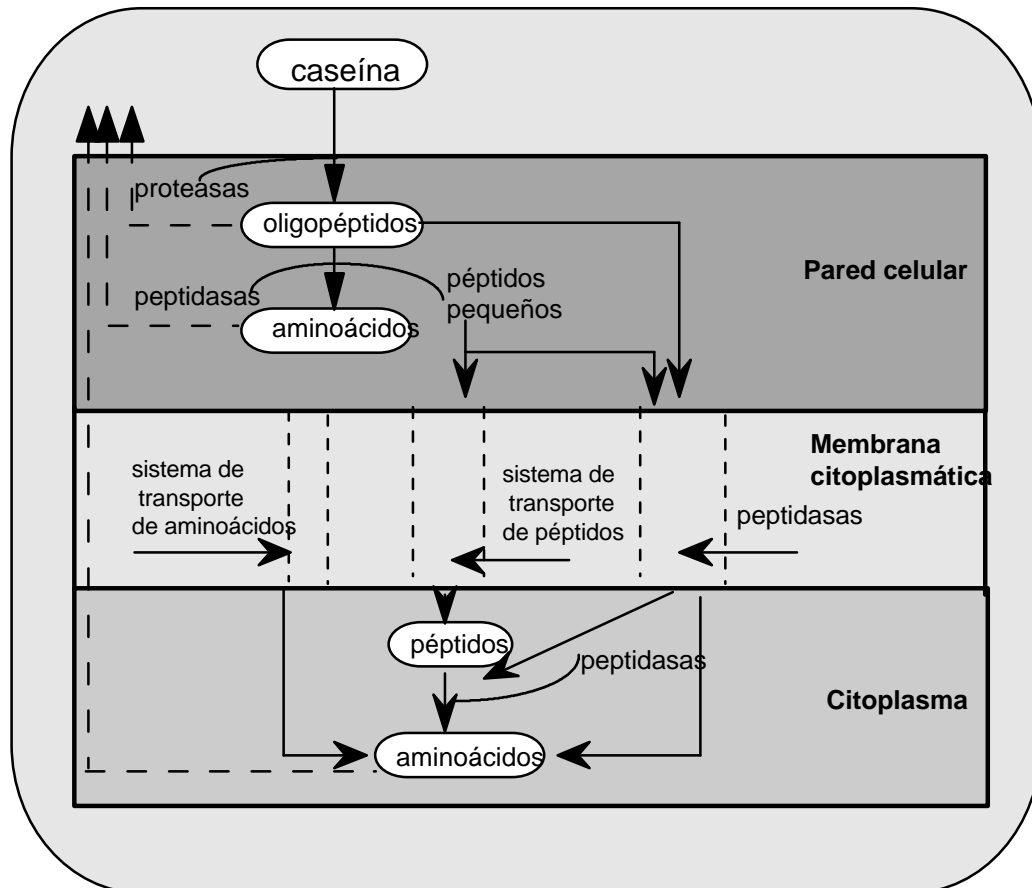 caseína
proteasas
oligopéptidos
Pared celular
peptidasas
péptidos
pequeños
aminoácidos
Membrana
citoplasmática
sistema de
transporte
de aminoácidos
sistema de
transporte
de péptidos
peptidasas
péptidos
peptidasas
Citoplasma
aminoácidos